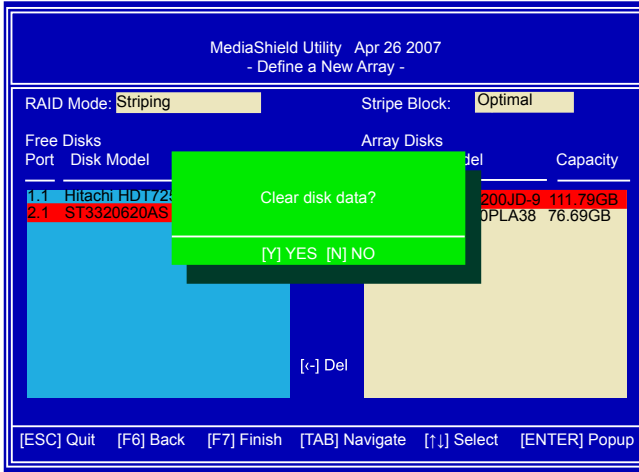 MediaShield Utility Apr 26 2007
- Define a New Array -
RAID Mode: Striping Stripe Block: Optimal
Free Disks Array Disks
Port Disk Model del Capacity
1.1 Hitachi HDT725 200JD-9 111.79GB
2.1 ST3320620AS 0PLA38 76.69GB
Clear disk data?
[Y] YES [N] NO
[‹-] Del
[ESC] Quit [F6] Back [F7] Finish [TAB] Navigate [↑↓] Select [ENTER] Popup